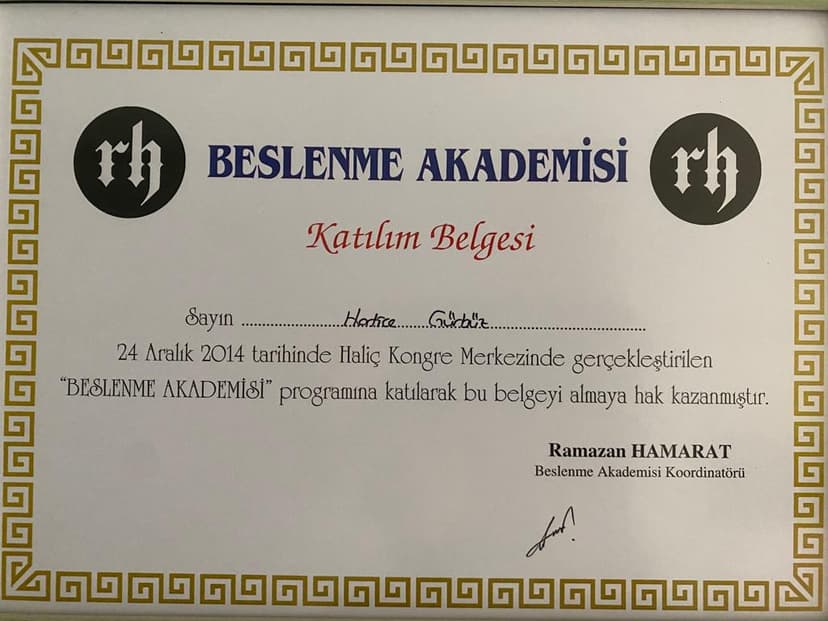 rh BESLENME AKADEMİSİ rh
Katılım Belgesi
Sayın ........................Hatice......Gürbüz......................................
24 Aralık 2014 tarihinde Haliç Kongre Merkezinde gerçekleştirilen
“BESLENME AKADEMİSİ” programına katılarak bu belgeyi almaya hak kazanmıştır.
Ramazan HAMARAT
Beslenme Akademisi Koordinatörü